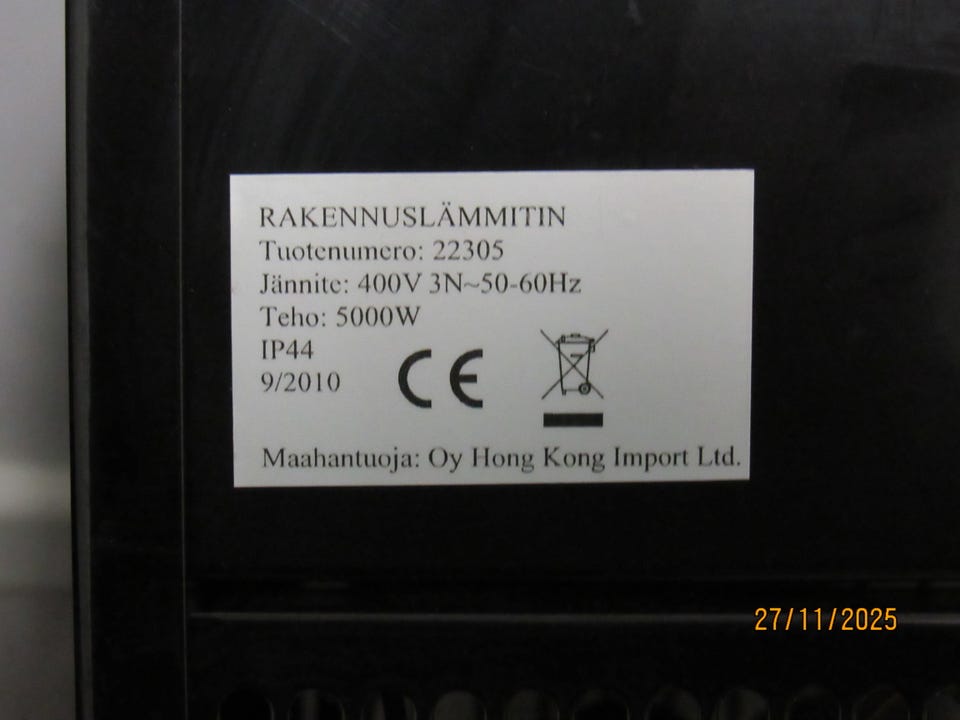 RAKENNUSLÄMMITIN
Tuotenumero: 22305
Jännite: 400V 3N~50-60Hz
Teho: 5000W
IP44
9/2010
CE
Maahantuoja: Oy Hong Kong Import Ltd.
27/11/2025